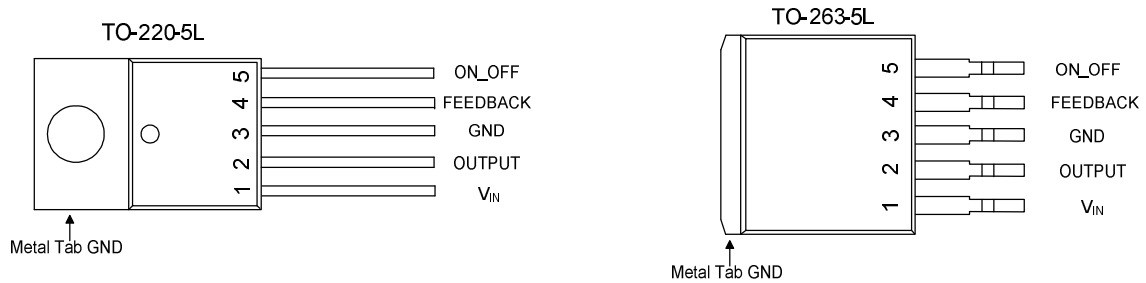 TO-220-5L
5 ON_OFF
4 FEEDBACK
3 GND
2 OUTPUT
1 VIN
Metal Tab GND
TO-263-5L
5 ON_OFF
4 FEEDBACK
3 GND
2 OUTPUT
1 VIN
Metal Tab GND